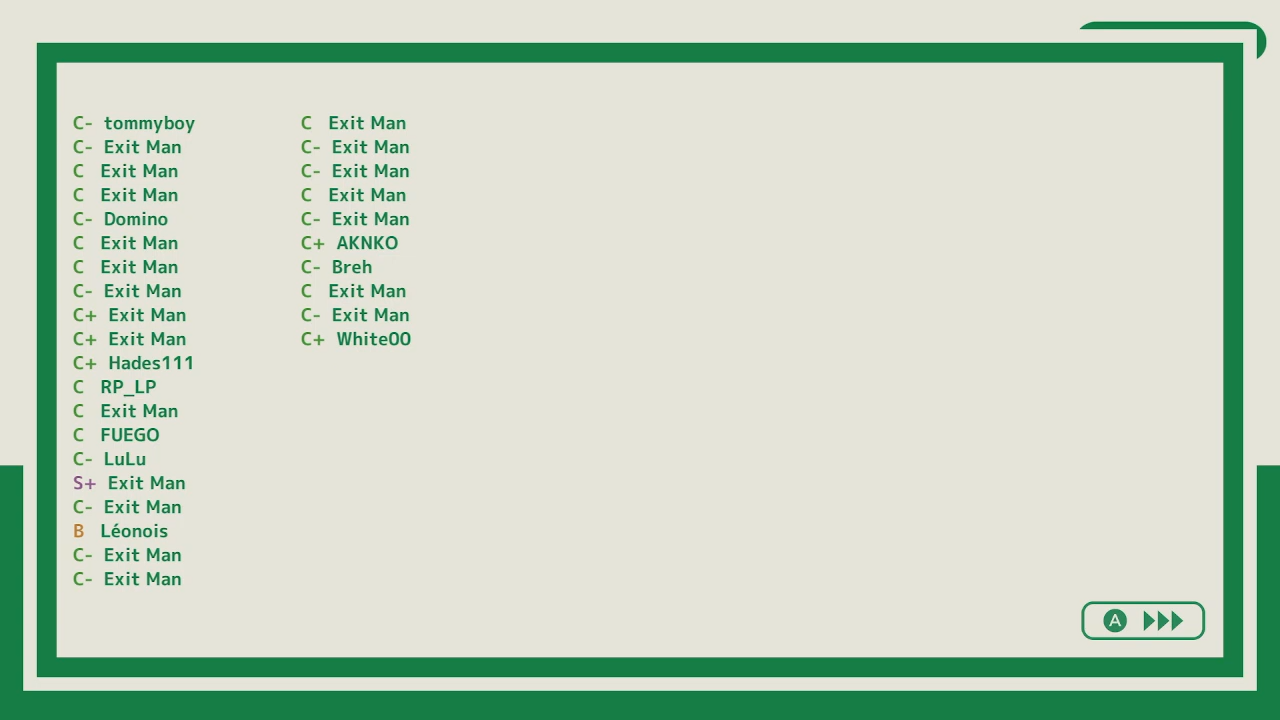 C- tommyboy
C- Exit Man
C Exit Man
C Exit Man
C- Domino
C Exit Man
C Exit Man
C- Exit Man
C+ Exit Man
C+ Exit Man
C+ Hades111
C RP_LP
C Exit Man
C FUEGO
C- LuLu
S+ Exit Man
C- Exit Man
B Léonois
C- Exit Man
C- Exit Man
C Exit Man
C- Exit Man
C- Exit Man
C Exit Man
C- Exit Man
C+ AKNKO
C- Breh
C Exit Man
C- Exit Man
C+ White00
A